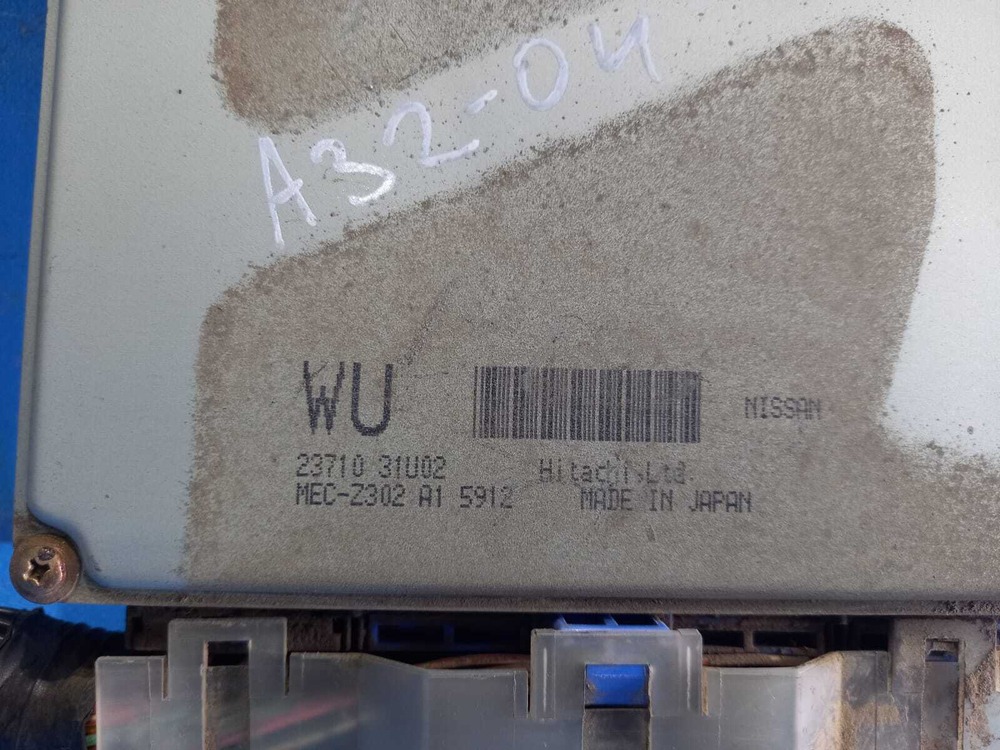 A32-04
WU
NISSAN
23710 31U02 Hitachi,Ltd.
MEC-Z302 A1 5912 MADE IN JAPAN